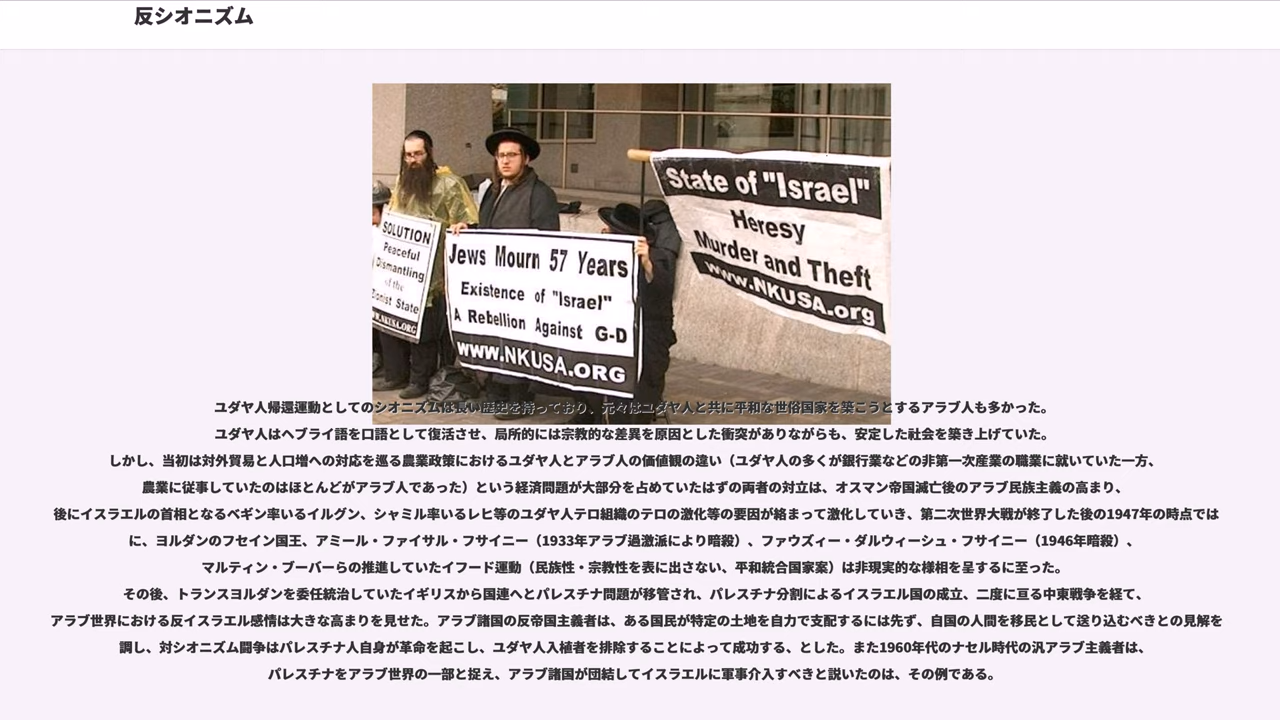 反シオニズム
SOLUTION
Peaceful
Dismantling
of the
Zionist State
WWW.NKUSA.ORG
Jews Mourn 57 Years
Existence of "Israel"
A Rebellion Against G-D
www.NKUSA.ORG
State of "Israel"
Heresy
Murder and Theft
www.NKUSA.org
ユダヤ人帰還運動としてのシオニズムは長い歴史を持っており、元々はユダヤ人と共に平和な世俗国家を築こうとするアラブ人も多かった。
ユダヤ人はヘブライ語を口語として復活させ、局所的には宗教的な差異を原因とした衝突がありながらも、安定した社会を築き上げていた。
しかし、当初は対外貿易と人口増への対応を巡る農業政策におけるユダヤ人とアラブ人の価値観の違い（ユダヤ人の多くが銀行業などの非第一次産業の職業に就いていた一方、
農業に従事していたのはほとんどがアラブ人であった）という経済問題が大部分を占めていたはずの両者の対立は、オスマン帝国滅亡後のアラブ民族主義の高まり、
後にイスラエルの首相となるベギン率いるイルグン、シャミル率いるレヒ等のユダヤ人テロ組織のテロの激化等の要因が絡まって激化していき、第二次世界大戦が終了した後の1947年の時点では
に、ヨルダンのフセイン国王、アミール・ファイサル・フサイニー（1933年アラブ過激派により暗殺）、ファウズィー・ダルウィーシュ・フサイニー（1946年暗殺）、
マルティン・ブーバーらの推進していたイフード運動（民族性・宗教性を表に出さない、平和統合国家案）は非現実的な様相を呈するに至った。
その後、トランスヨルダンを委任統治していたイギリスから国連へとパレスチナ問題が移管され、パレスチナ分割によるイスラエル国の成立、二度に亘る中東戦争を経て、
アラブ世界における反イスラエル感情は大きな高まりを見せた。アラブ諸国の反帝国主義者は、ある国民が特定の土地を自力で支配するには先ず、自国の人間を移民として送り込むべきとの見解を
調し、対シオニズム闘争はパレスチナ人自身が革命を起こし、ユダヤ人入植者を排除することによって成功する、とした。また1960年代のナセル時代の汎アラブ主義者は、
パレスチナをアラブ世界の一部と捉え、アラブ諸国が団結してイスラエルに軍事介入すべきと説いたのは、その例である。